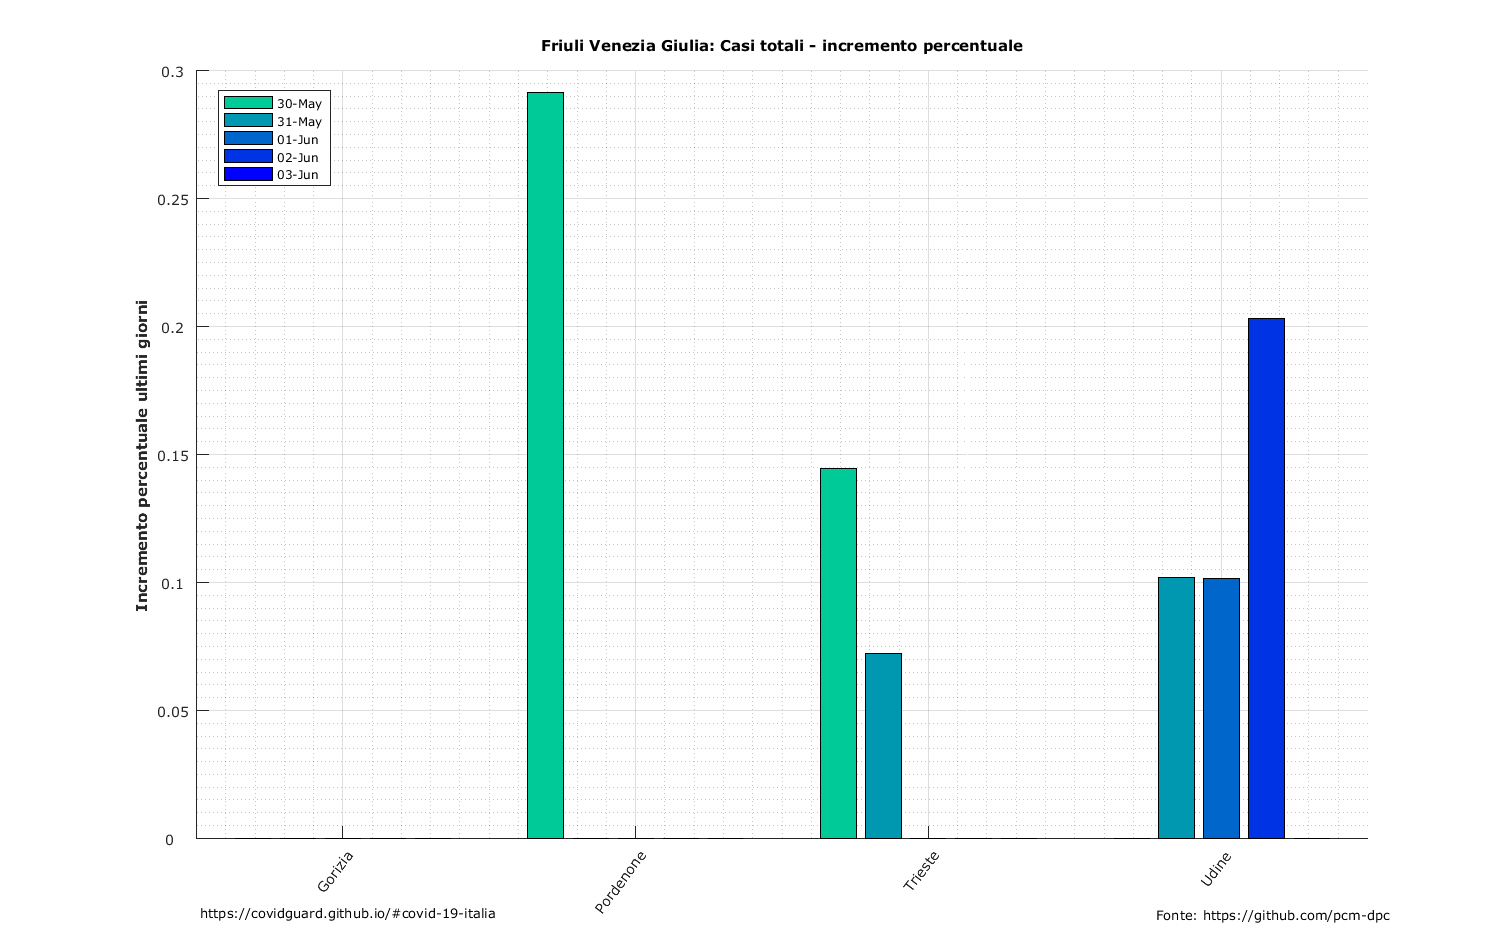 Friuli Venezia Giulia: Casi totali - incremento percentuale
0.3
0.25
0.2
0.15
0.1
0.05
0
30-May
31-May
01-Jun
02-Jun
03-Jun
Incremento percentuale ultimi giorni
Gorizia
Pordenone
Trieste
Udine
https://covidguard.github.io/#covid-19-italia
Fonte: https://github.com/pcm-dpc